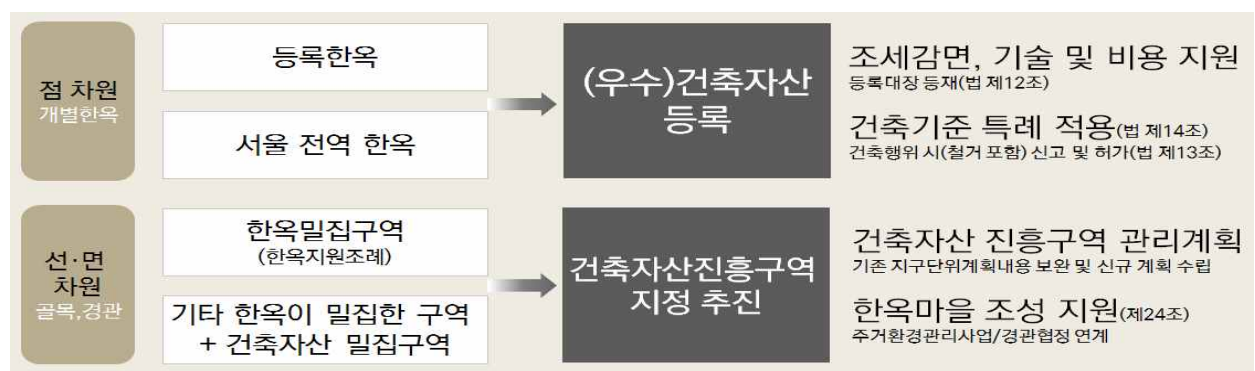 점 차원
개별한옥
등록한옥
서울 전역 한옥
(우수)건축자산
등록
조세감면, 기술 및 비용 지원
등록대장 등재(법 제12조)
건축기준 특례 적용(법 제14조)
건축행위 시(철거 포함) 신고 및 허가(법 제13조)
선·면
차원
골목,경관
한옥밀집구역
(한옥지원조례)
기타 한옥이 밀집한 구역
+ 건축자산 밀집구역
건축자산진흥구역
지정 추진
건축자산 진흥구역 관리계획
기존 지구단위계획내용 보완 및 신규 계획 수립
한옥마을 조성 지원(제24조)
주거환경관리사업/경관협정 연계